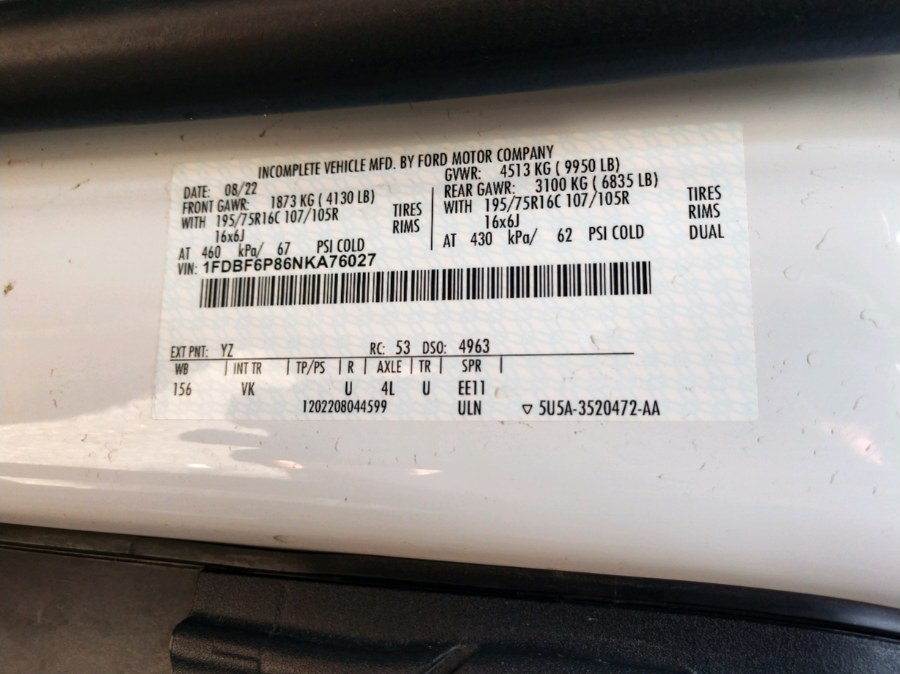 INCOMPLETE VEHICLE MFD. BY FORD MOTOR COMPANY
DATE: 08/22 GVWR: 4513 KG ( 9950 LB)
FRONT GAWR: 1873 KG ( 4130 LB) REAR GAWR: 3100 KG ( 6835 LB)
WITH 195/75R16C 107/105R TIRES WITH 195/75R16C 107/105R TIRES
16x6J RIMS 16x6J RIMS
AT 460 kPa/ 67 PSI COLD AT 430 kPa/ 62 PSI COLD DUAL
VIN: 1FDBF6P86NKA76027
EXT PNT: YZ RC: 53 DSO: 4963
WB | INT TR | TP/PS | R | AXLE | TR | SPR |
156 VK U 4L U EE11
1202208044599 ULN ▽ 5U5A-3520472-AA